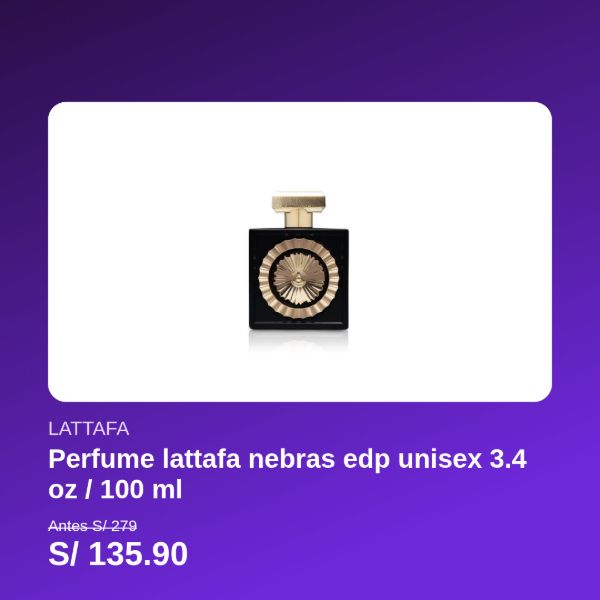 LATTAFA
Perfume lattafa nebras edp unisex 3.4
oz / 100 ml
Antes S/ 279
S/ 135.90